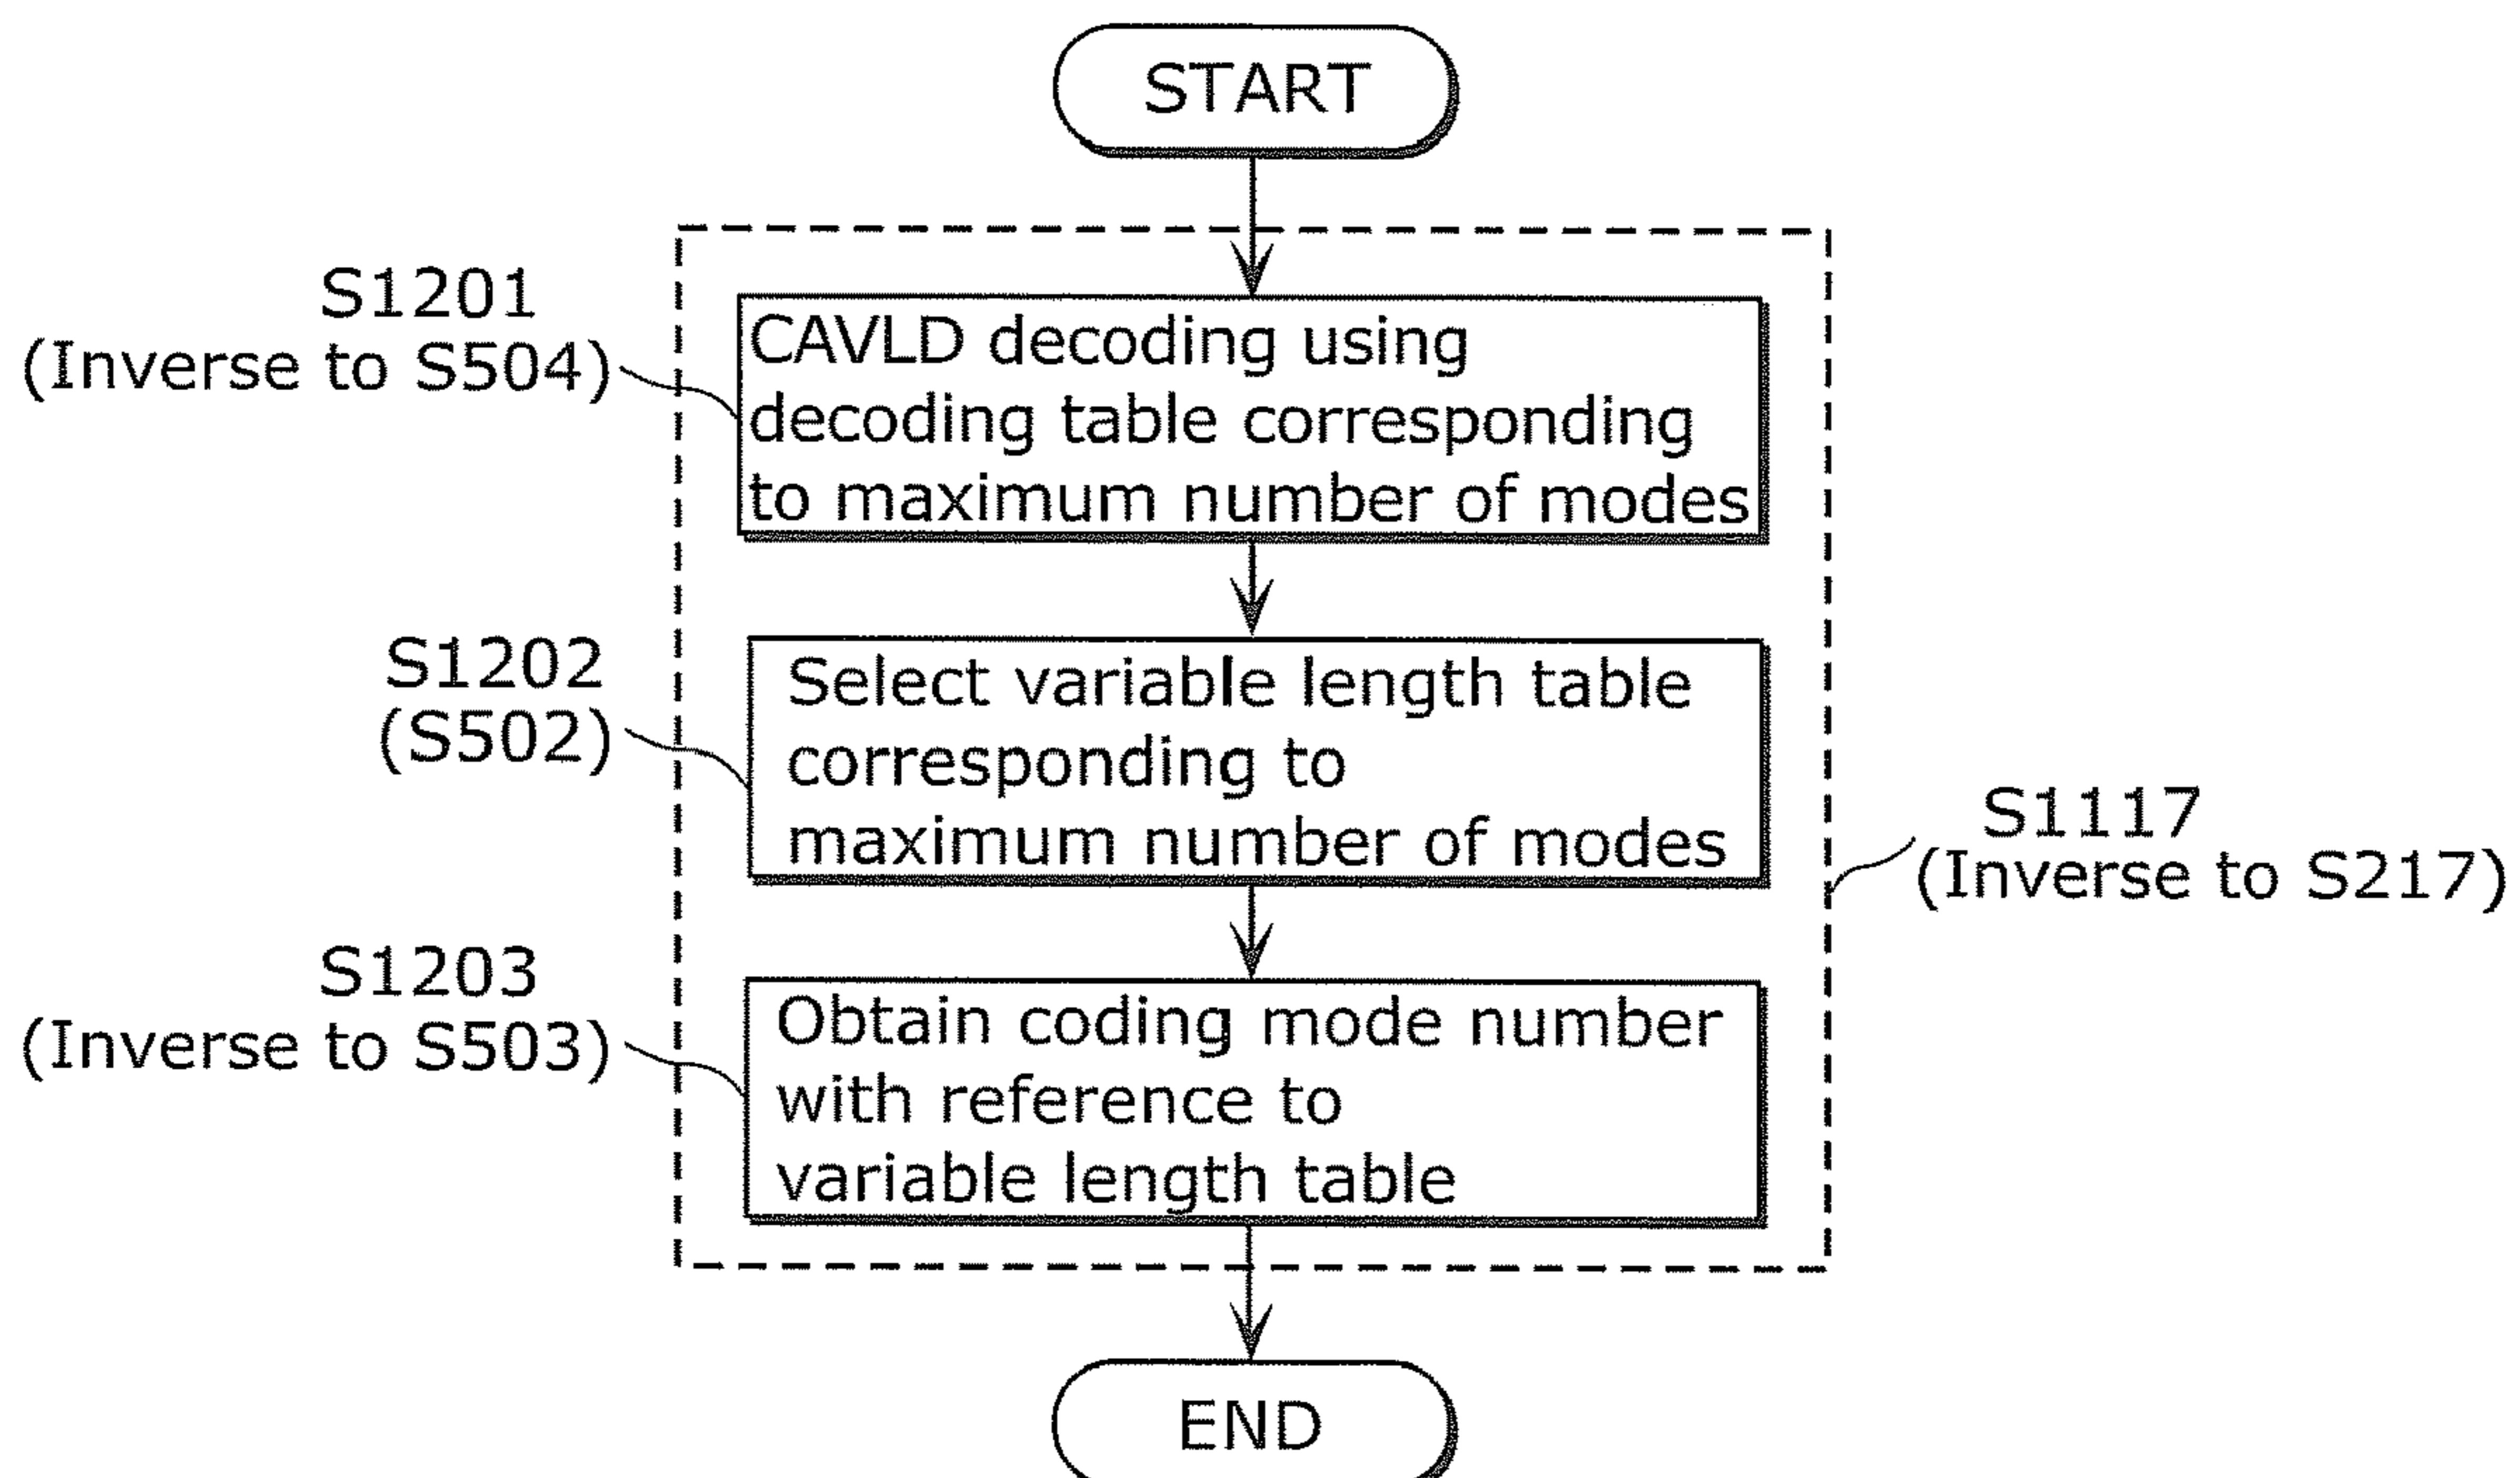 START
S1201
(Inverse to S504)
CAVLD decoding using
decoding table corresponding
to maximum number of modes
S1202
(S502)
Select variable length table
corresponding to
maximum number of modes
S1117
(Inverse to S217)
S1203
(Inverse to S503)
Obtain coding mode number
with reference to
variable length table
END